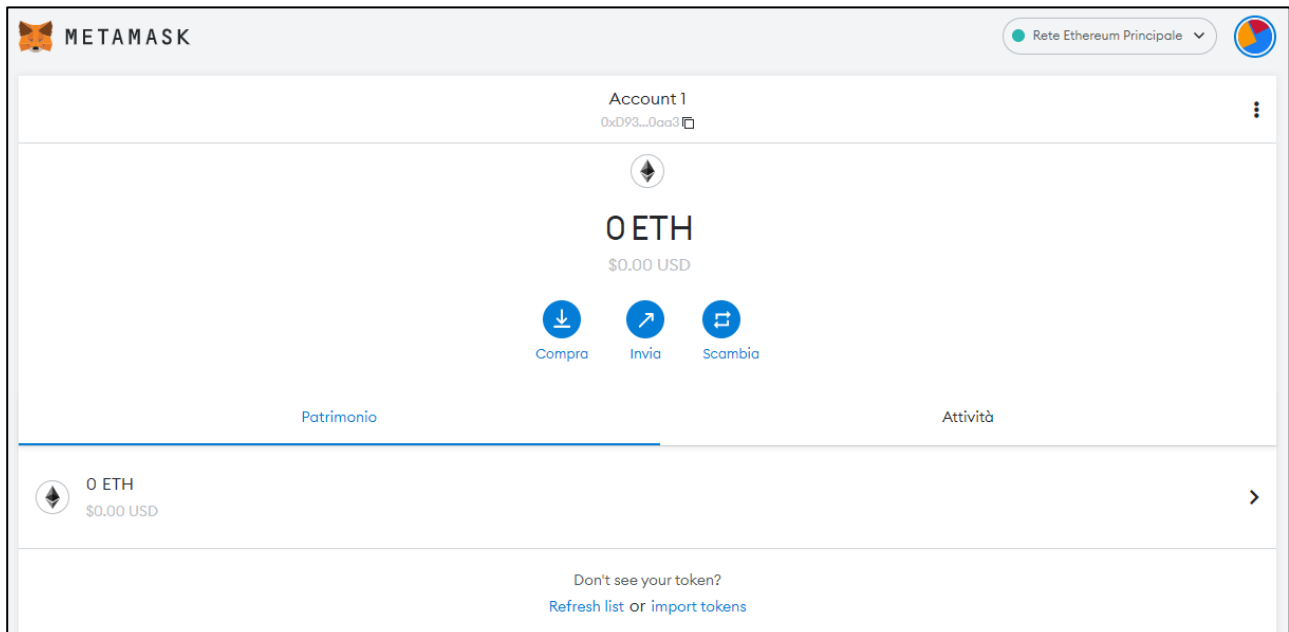 METAMASK
Rete Ethereum Principale
Account 1
0xD93...0aa3
0 ETH
$0.00 USD
Compra
Invia
Scambia
Patrimonio
Attività
0 ETH
$0.00 USD
Don't see your token?
Refresh list or import tokens